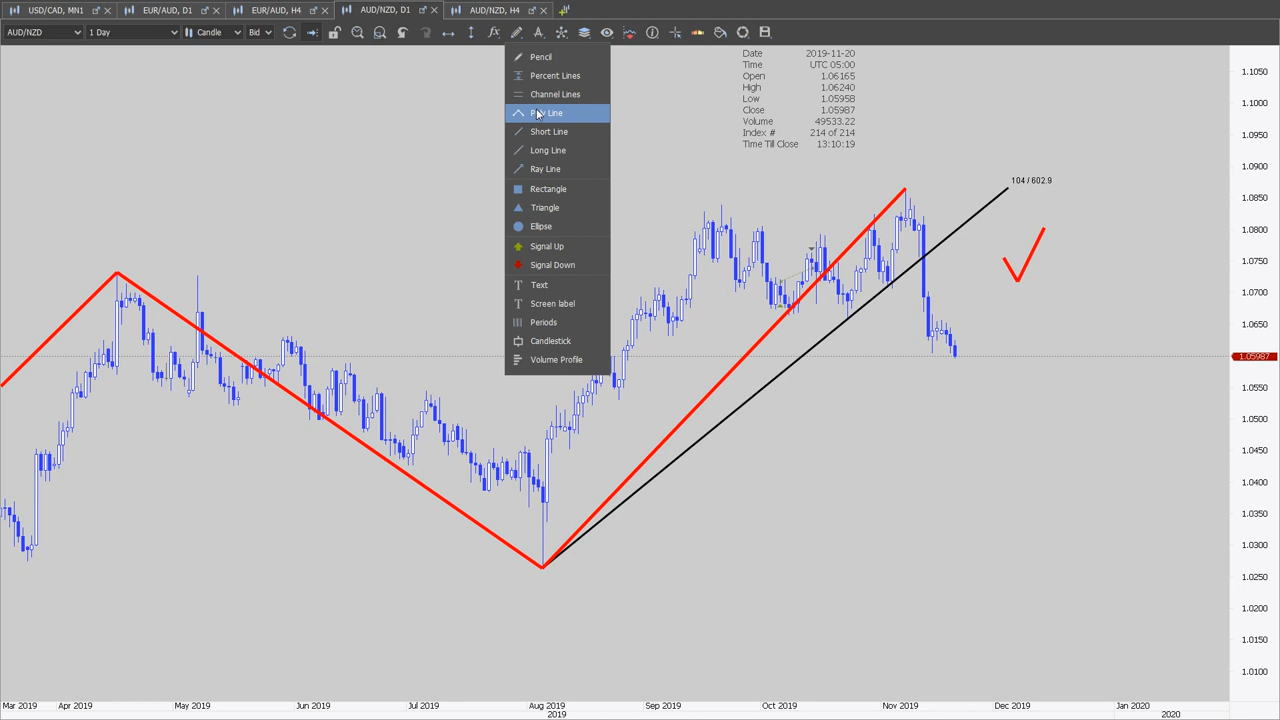 USD/CAD, MN1 EUR/AUD, D1 EUR/AUD, H4 AUD/NZD, D1 AUD/NZD, H4
AUD/NZD 1 Day Candle Bid
Pencil
Percent Lines
Channel Lines
Short Line
Long Line
Ray Line
Rectangle
Triangle
Ellipse
Signal Up
Signal Down
Text
Screen label
Periods
Candlestick
Volume Profile
Date 2019-11-20
Time UTC 05:00
Open 1.06165
High 1.06240
Low 1.05958
Close 1.05987
Volume 49533.22
Index # 214 of 214
Time Till Close 13:10:19
104 / 602.9
1.1050
1.1000
1.0950
1.0900
1.0850
1.0800
1.0750
1.0700
1.0650
1.05987
1.0550
1.0500
1.0450
1.0400
1.0350
1.0300
1.0250
1.0200
1.0150
1.0100
Mar 2019 Apr 2019 May 2019 Jun 2019 Jul 2019 Aug 2019 Sep 2019 Oct 2019 Nov 2019 Dec 2019 Jan 2020
2019 2020